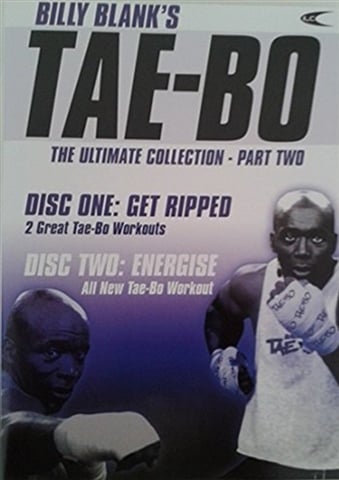 BILLY BLANK'S
TAE-BO
THE ULTIMATE COLLECTION - PART TWO
DISC ONE: GET RIPPED
2 Great Tae-Bo Workouts
DISC TWO: ENERGISE
All New Tae-Bo Workout